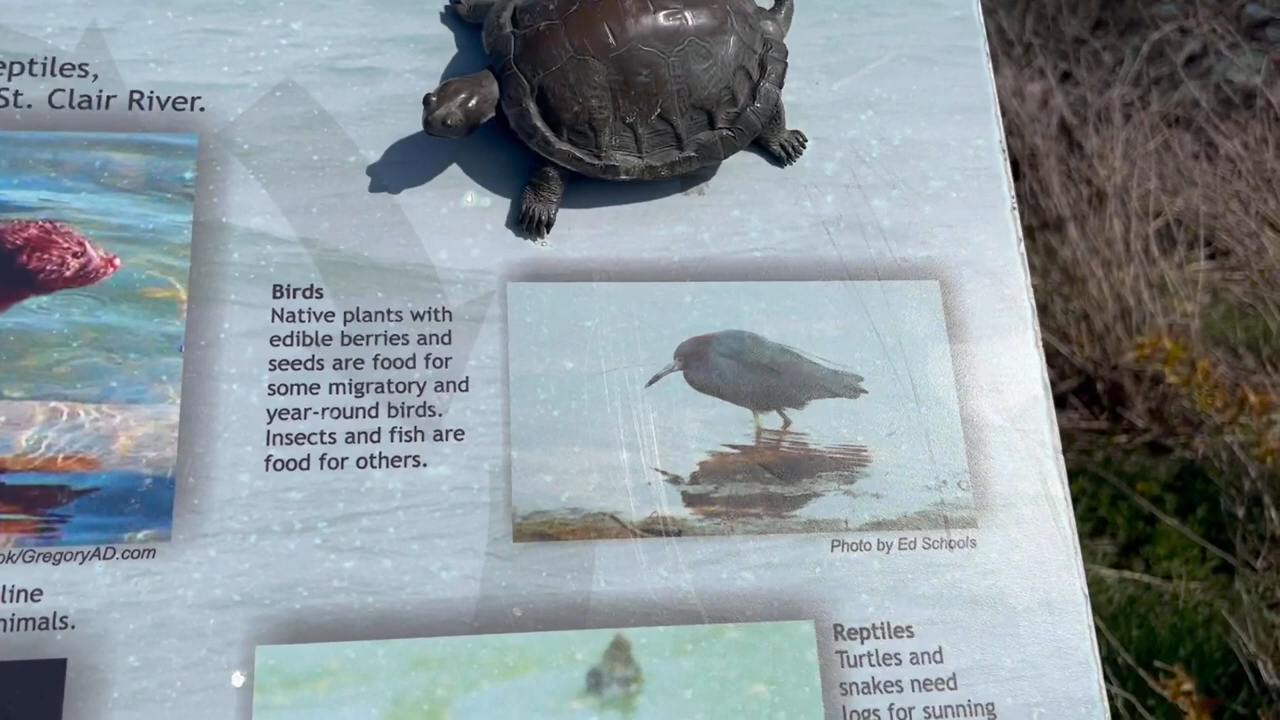 eptiles,
St. Clair River.
Birds
Native plants with
edible berries and
seeds are food for
some migratory and
year-round birds.
Insects and fish are
food for others.
ok/GregoryAD.com
Photo by Ed Schools
line
nimals.
Reptiles
Turtles and
snakes need
logs for sunning